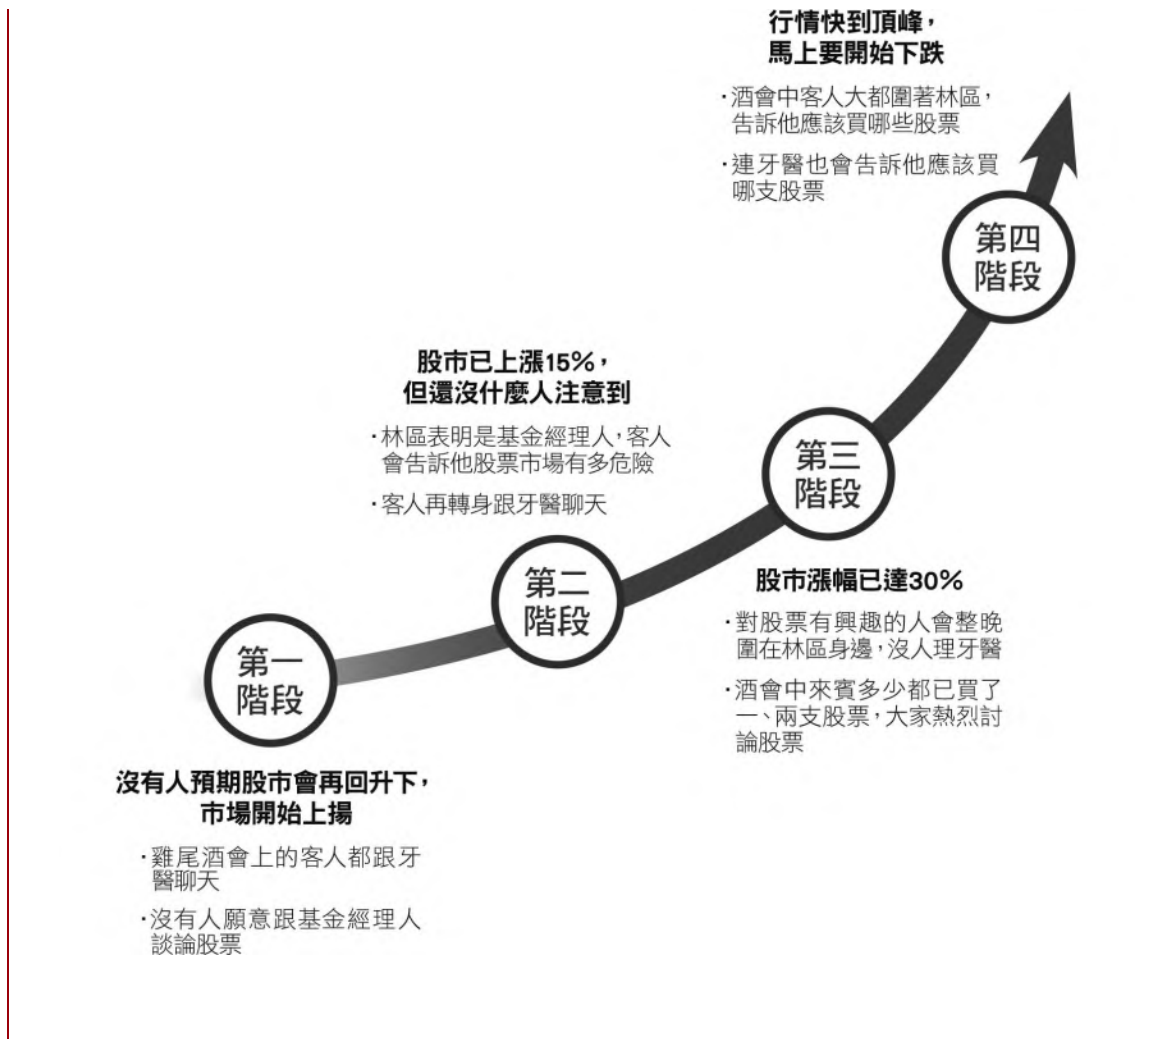 第一
階段
沒有人預期股市會再回升下，
市場開始上揚
·雞尾酒會上的客人都跟牙
醫聊天
·沒有人願意跟基金經理人
談論股票
股市已上漲15%，
但還沒什麼人注意到
·林區表明是基金經理人，客人
會告訴他股票市場有多危險
·客人再轉身跟牙醫聊天
第二
階段
第三
階段
股市漲幅已達30%
·對股票有興趣的人會整晚
圍在林區身邊，沒人理牙醫
·酒會中來賓多少都已買了
一、兩支股票，大家熱烈討
論股票
行情快到頂峰，
馬上要開始下跌
·酒會中客人大都圍著林區，
告訴他應該買哪些股票
·連牙醫也會告訴他應該買
哪支股票
第四
階段